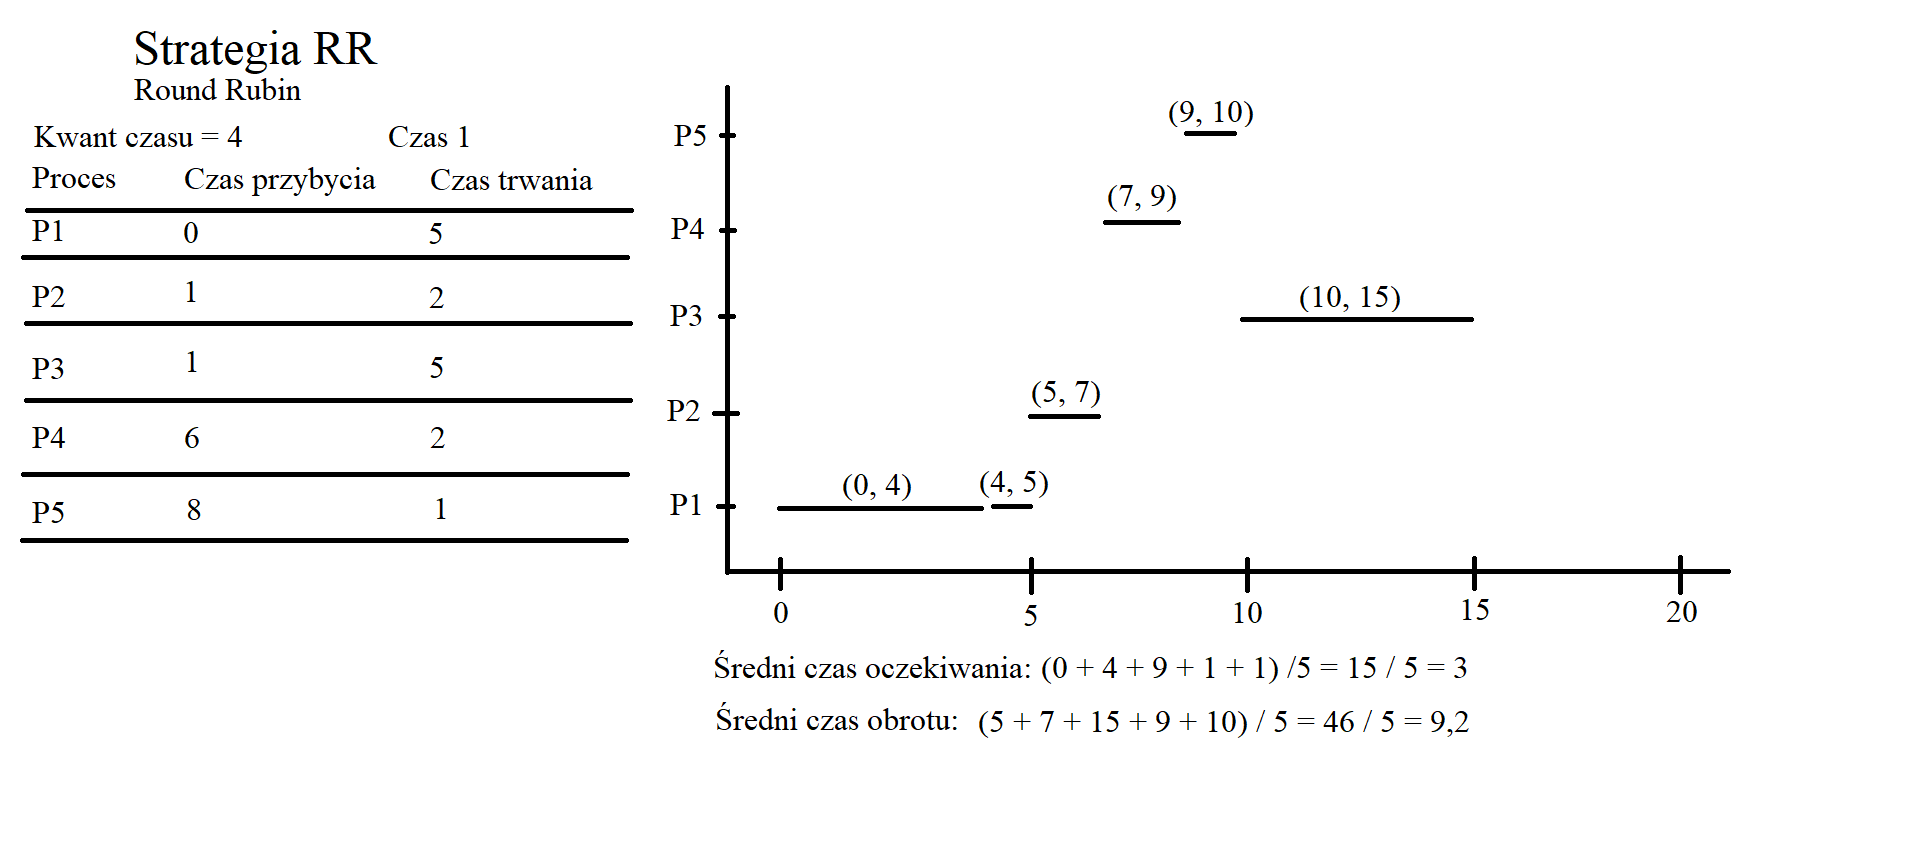 Strategia RR
Round Rubin
Kwant czasu = 4 Czas 1
Proces Czas przybycia Czas trwania
P1 0 5
P2 1 2
P3 1 5
P4 6 2
P5 8 1
(9, 10)
P5
(7, 9)
P4
(10, 15)
P3
(5, 7)
P2
(0, 4) (4, 5)
P1
0 5 10 15 20
Średni czas oczekiwania: (0 + 4 + 9 + 1 + 1) /5 = 15 / 5 = 3
Średni czas obrotu: (5 + 7 + 15 + 9 + 10) / 5 = 46 / 5 = 9,2